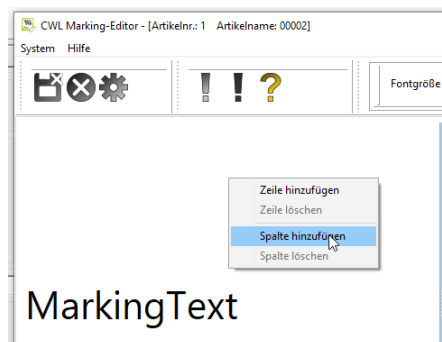 CWL Marking-Editor - [Artikelnr.: 1   Artikelname: 00002]
System   Hilfe
Fontgröße
Zeile hinzufügen
Zeile löschen
Spalte hinzufügen
Spalte löschen
MarkingText